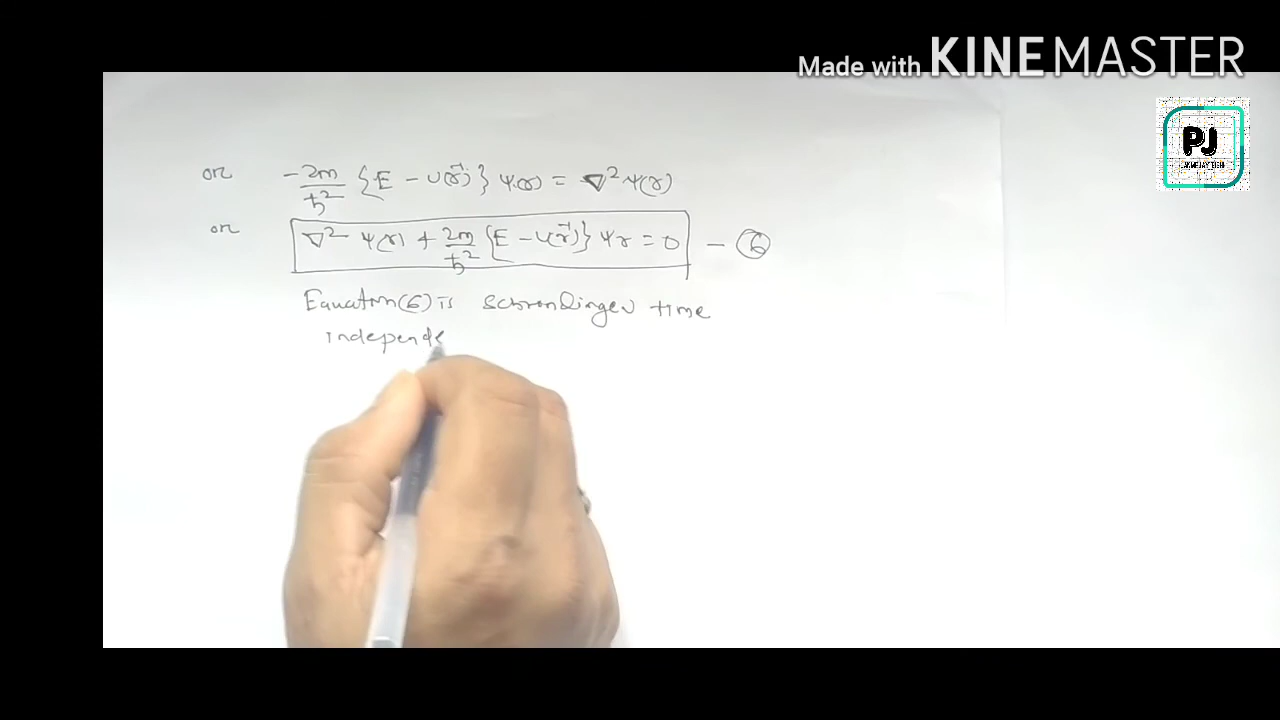 Made with KINEMASTER
PJ
or -2m/ħ² {E - U(r⃗)} ψ(r) = ∇²ψ(r)
or ∇² ψ(r) + 2m/ħ² {E - U(r⃗)} ψr = 0 - ⑥
Equation (6) is Schrondinger time
independe